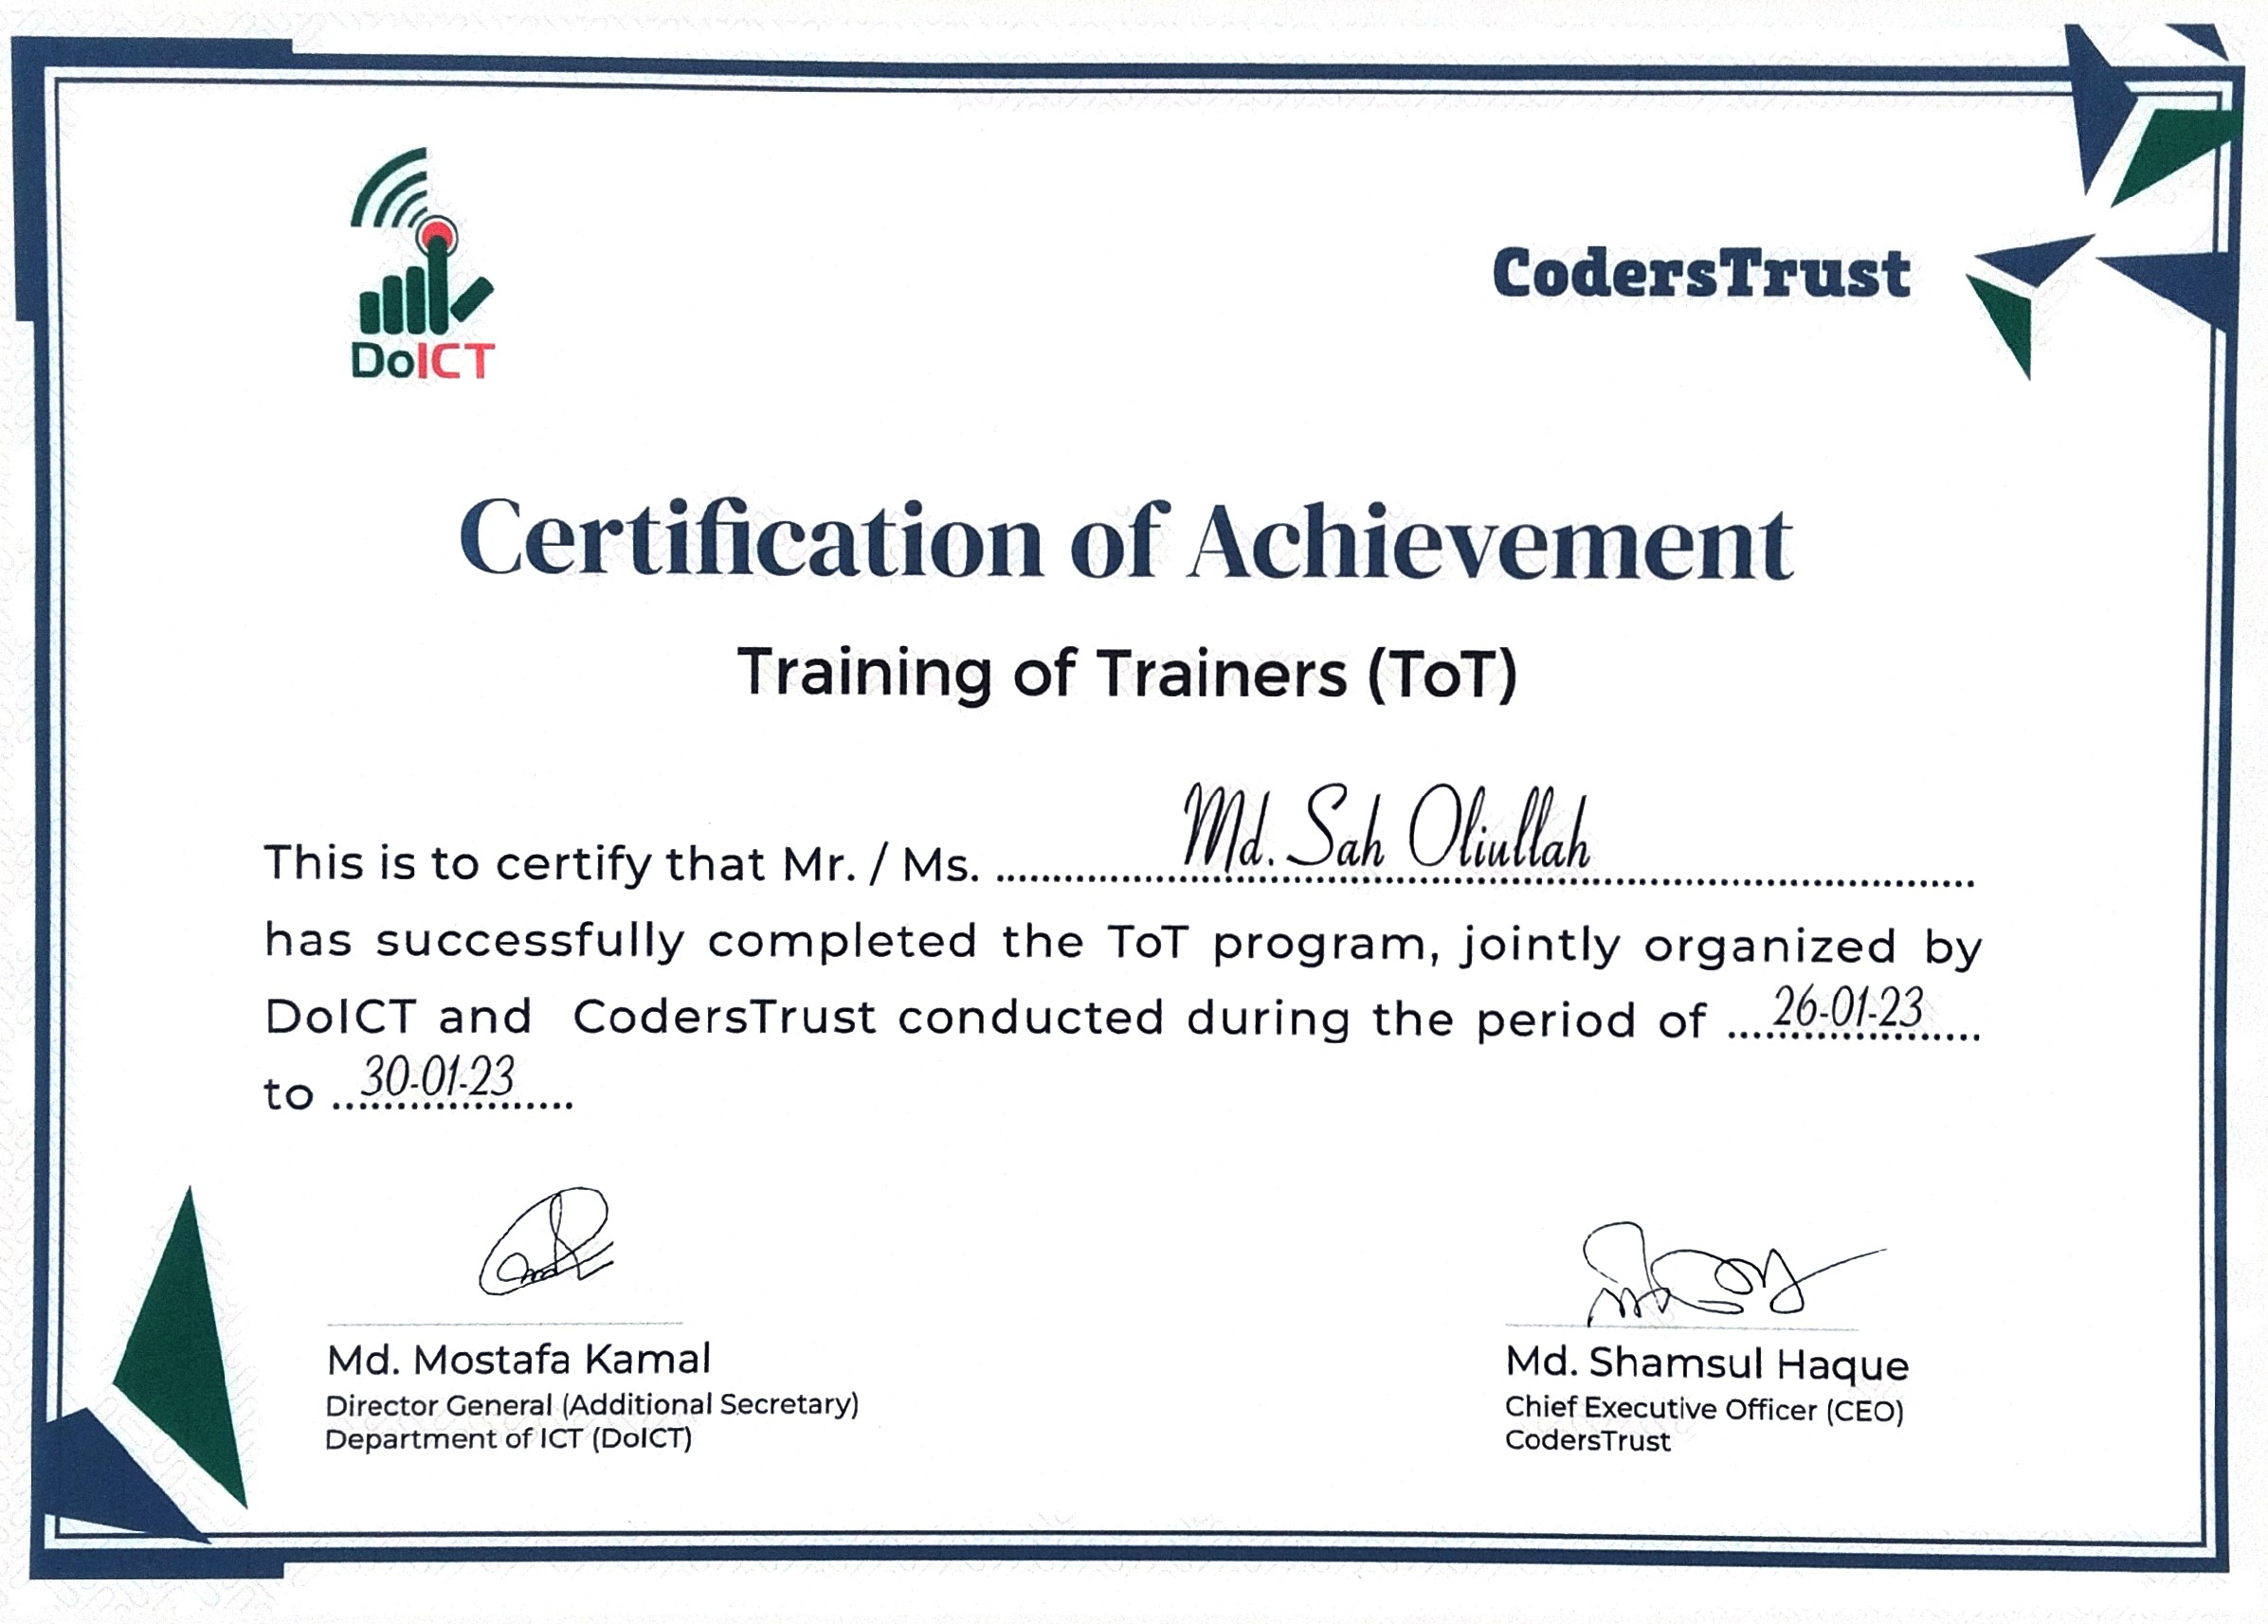 DoICT
CodersTrust
Certification of Achievement
Training of Trainers (ToT)
This is to certify that Mr. / Ms. ........Md. Sah Oliullah........
has successfully completed the ToT program, jointly organized by
DoICT and CodersTrust conducted during the period of ....26-01-23....
to ....30-01-23....
Md. Mostafa Kamal
Director General (Additional Secretary)
Department of ICT (DoICT)
Md. Shamsul Haque
Chief Executive Officer (CEO)
CodersTrust